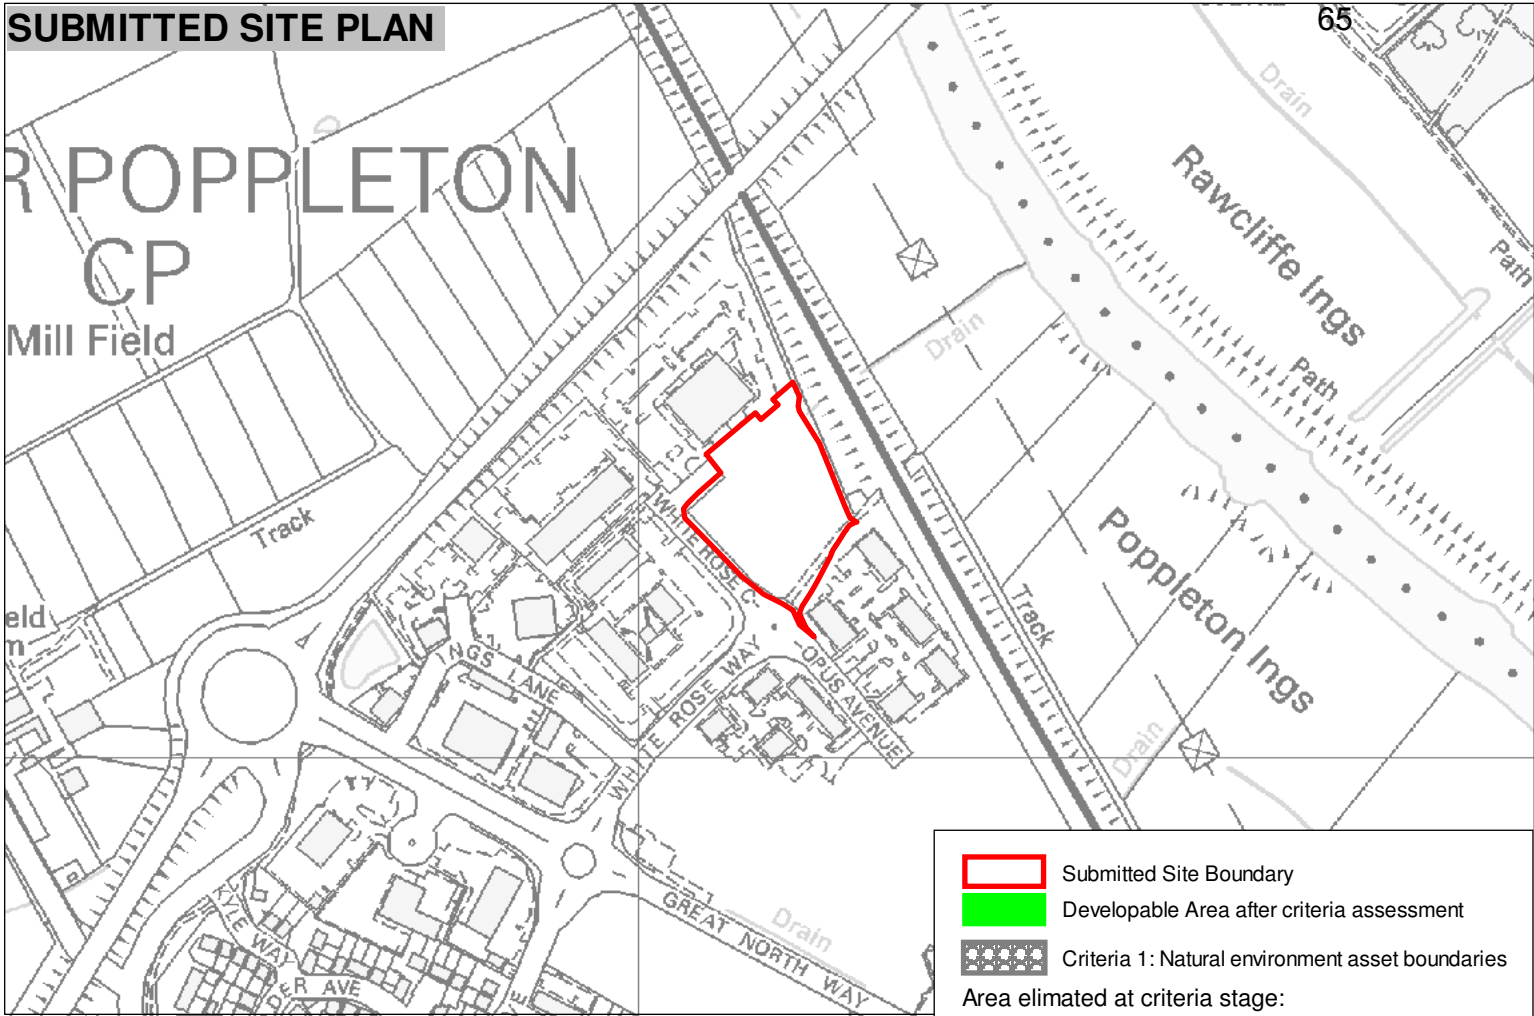 SUBMITTED SITE PLAN
65
Drain
R POPPLETON
CP
Mill Field
Rawcliffe Ings
Path
Drain
Path
Track
WHITE ROSE C
Poppleton Ings
Track
eld
m
INGS LANE
WHITE ROSE WAY
OPUS AVENUE
Drain
KYLE WAY
DER AVE
GREAT NORTH WAY
Drain
Submitted Site Boundary
Developable Area after criteria assessment
Criteria 1: Natural environment asset boundaries
Area elimated at criteria stage: